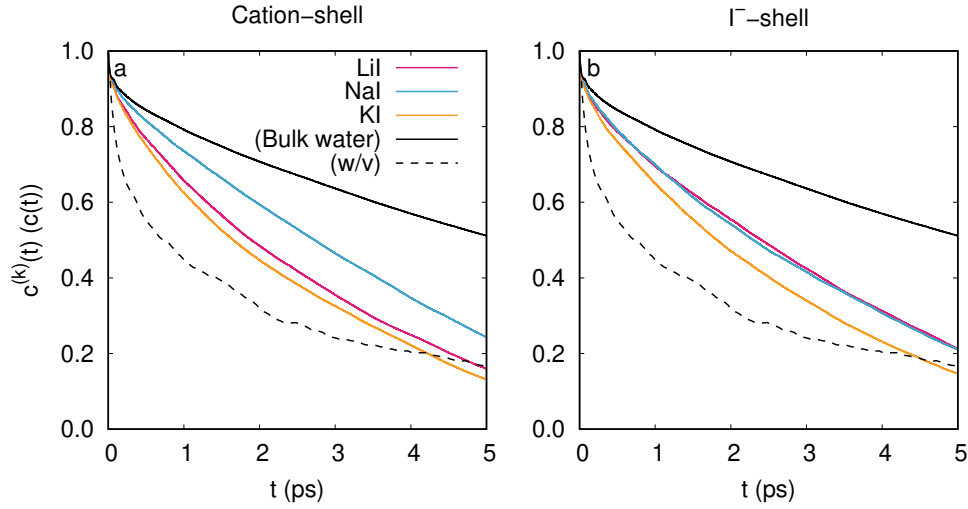 Cation−shell
I⁻−shell
a
LiI
NaI
KI
(Bulk water)
(w/v)
b
c⁽ᵏ⁾(t) (c(t))
1.0
0.8
0.6
0.4
0.2
0.0
0 1 2 3 4 5
t (ps)
1.0
0.8
0.6
0.4
0.2
0.0
0 1 2 3 4 5
t (ps)